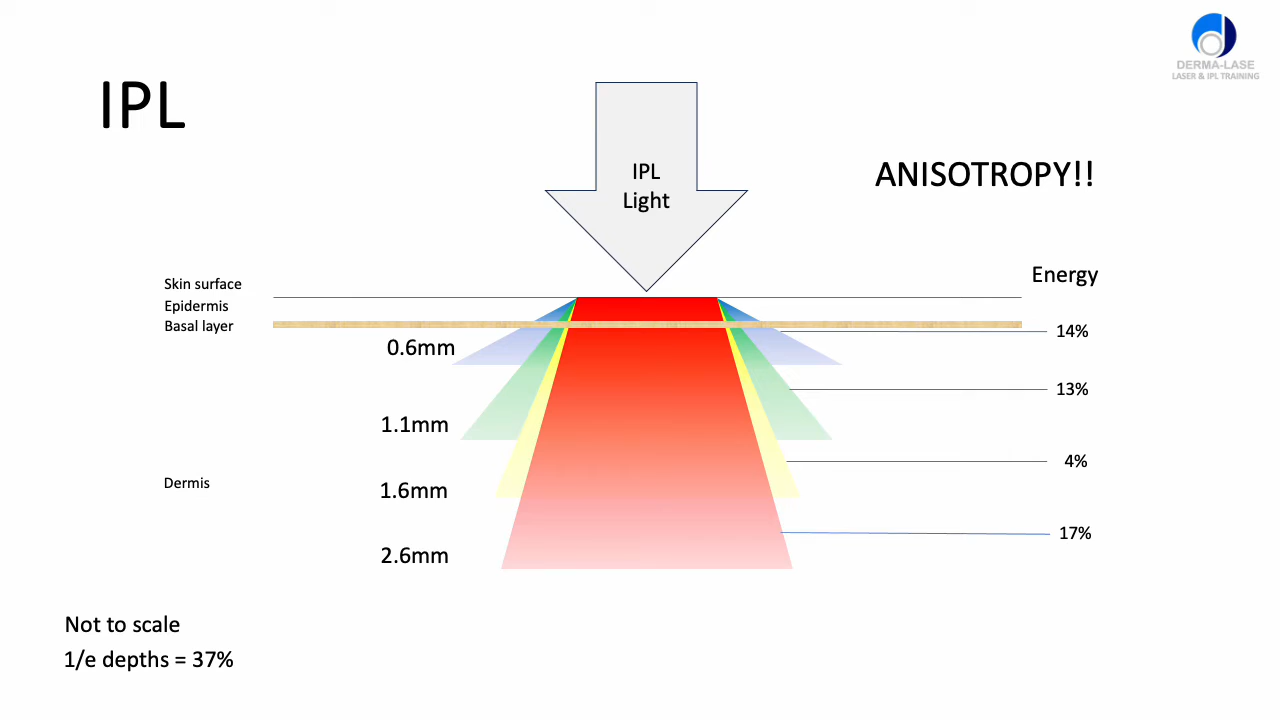 DERMA-LASE
LASER & IPL TRAINING
IPL
IPL
Light
ANISOTROPY!!
Energy
Skin surface
Epidermis
Basal layer
14%
0.6mm
13%
1.1mm
4%
Dermis
1.6mm
17%
2.6mm
Not to scale
1/e depths = 37%